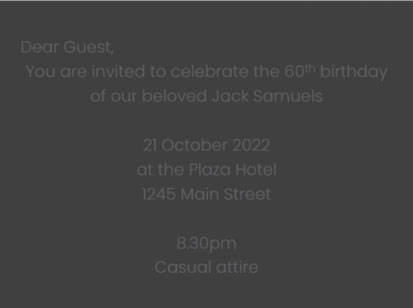 Dear Guest,
You are invited to celebrate the 60th birthday
of our beloved Jack Samuels
21 October 2022
at the Plaza Hotel
1245 Main Street
8.30pm
Casual attire